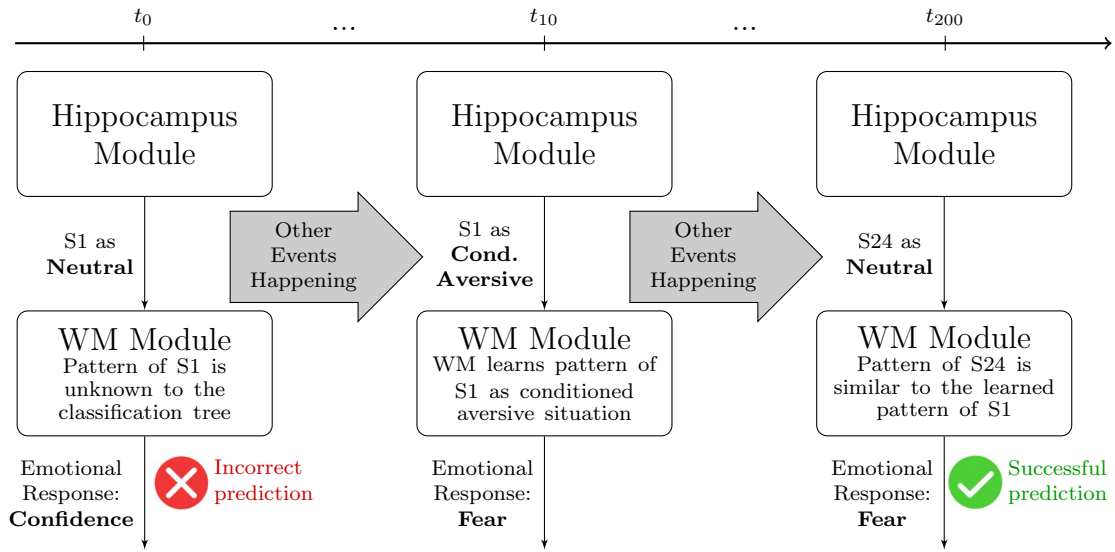 t0
...
t10
...
t200
Hippocampus
Module
Hippocampus
Module
Hippocampus
Module
S1 as
Neutral
Other
Events
Happening
S1 as
Cond.
Aversive
Other
Events
Happening
S24 as
Neutral
WM Module
Pattern of S1 is
unknown to the
classification tree
WM Module
WM learns pattern of
S1 as conditioned
aversive situation
WM Module
Pattern of S24 is
similar to the learned
pattern of S1
Emotional
Response:
Confidence
Incorrect
prediction
Emotional
Response:
Fear
Emotional
Response:
Fear
Successful
prediction